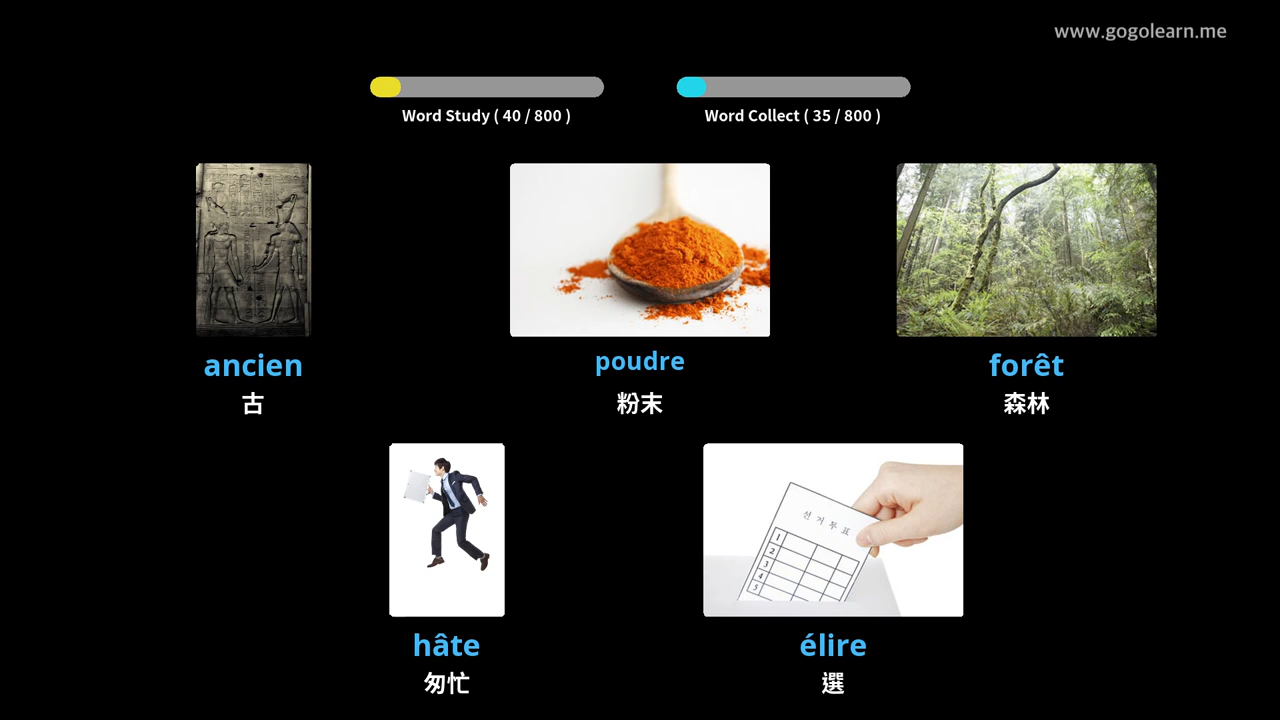 www.gogolearn.me
Word Study ( 40 / 800 )
Word Collect ( 35 / 800 )
ancien
古
poudre
粉末
forêt
森林
선거투표
1
2
3
4
5
hâte
匆忙
élire
選